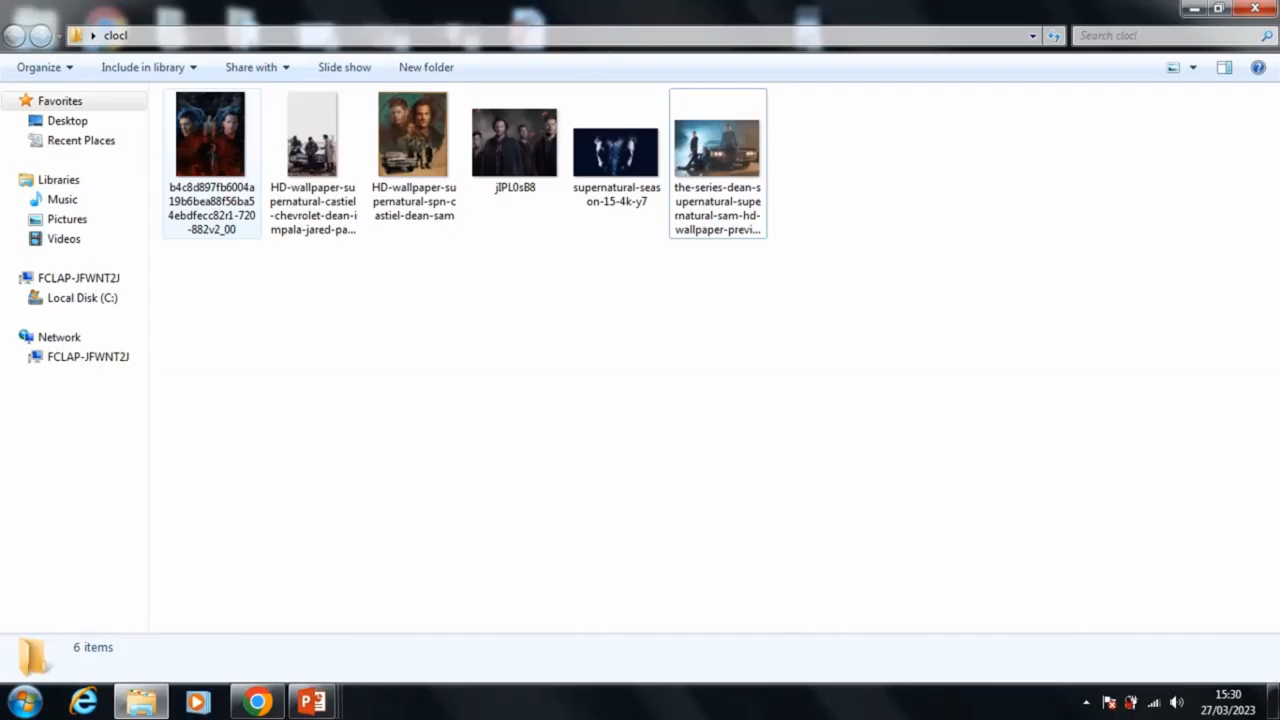 clocl
Search clocl
Organize
Include in library
Share with
Slide show
New folder
Favorites
Desktop
Recent Places
Libraries
Music
Pictures
Videos
FCLAP-JFWNT2J
Local Disk (C:)
Network
FCLAP-JFWNT2J
b4c8d897fb6004a
19b6bea88f56ba5
4ebdfecc82r1-720
-882v2_00
HD-wallpaper-su
pernatural-castiel
-chevrolet-dean-i
mpala-jared-pa...
HD-wallpaper-su
pernatural-spn-c
astiel-dean-sam
jIPL0sB8
supernatural-seas
on-15-4k-y7
the-series-dean-s
upernatural-supe
rnatural-sam-hd-
wallpaper-previ...
6 items
15:30
27/03/2023